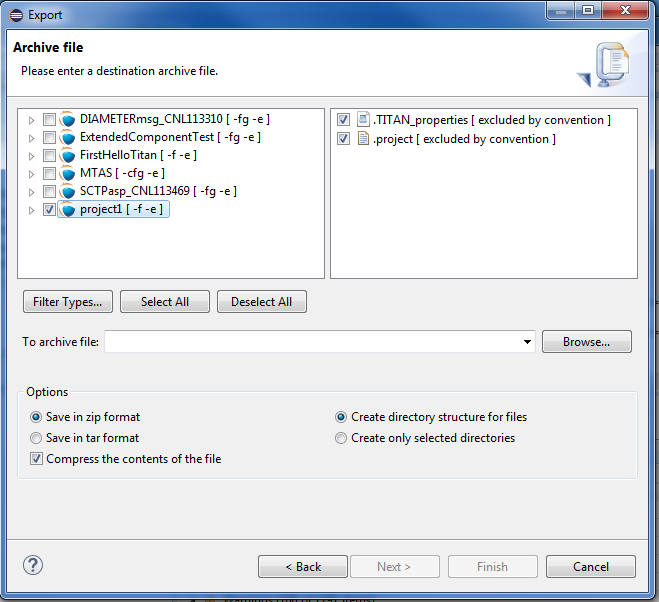 Export
Archive file
Please enter a destination archive file.
DIAMETERmsg_CNL113310 [ -fg -e ]
ExtendedComponentTest [ -fg -e ]
FirstHelloTitan [ -f -e ]
MTAS [ -cfg -e ]
SCTPasp_CNL113469 [ -fg -e ]
project1 [ -f -e ]
.TITAN_properties [ excluded by convention ]
.project [ excluded by convention ]
Filter Types... Select All Deselect All
To archive file: Browse...
Options
Save in zip format Create directory structure for files
Save in tar format Create only selected directories
Compress the contents of the file
? < Back Next > Finish Cancel